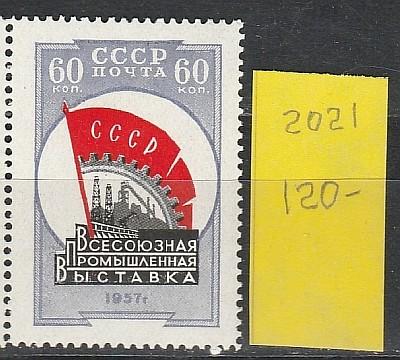 СССР
ПОЧТА
60 КОП.
60 КОП.
СССР
ВСЕСОЮЗНАЯ
ПРОМЫШЛЕННАЯ
ВЫСТАВКА
1957г.
2021
120-